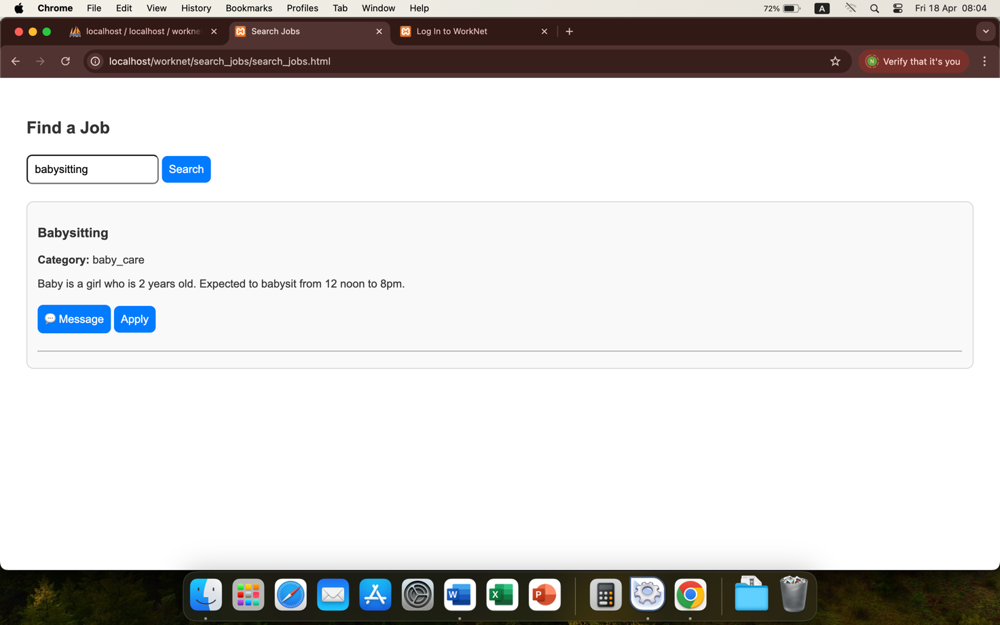 Chrome File Edit View History Bookmarks Profiles Tab Window Help 72% A Fri 18 Apr 08:04
localhost / localhost / workne Search Jobs Log In to WorkNet
localhost/worknet/search_jobs/search_jobs.html N Verify that it's you
Find a Job
babysitting Search
Babysitting
Category: baby_care
Baby is a girl who is 2 years old. Expected to babysit from 12 noon to 8pm.
💬 Message Apply
W X P